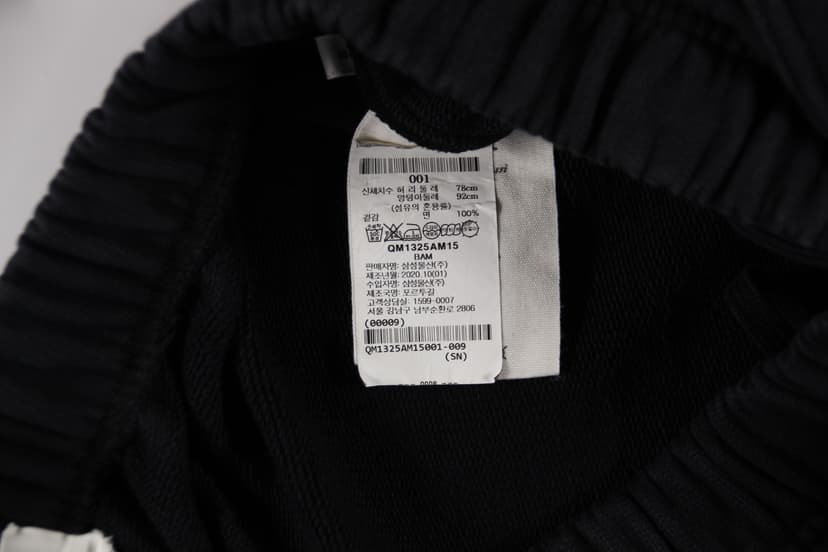 001
신체치수 허 리 둘 레 78cm
엉덩이둘레 92cm
(섬유의 혼용률)
겉감 면 100%
QM1325AM15
BAM
판매자명: 삼성물산(주)
제조년월: 2020.10(01)
수입자명: 삼성물산(주)
제조국명: 포르투갈
고객상담실: 1599-0007
서울 강남구 남부순환로 2806
(00009)
QM1325AM15001-009
(SN)